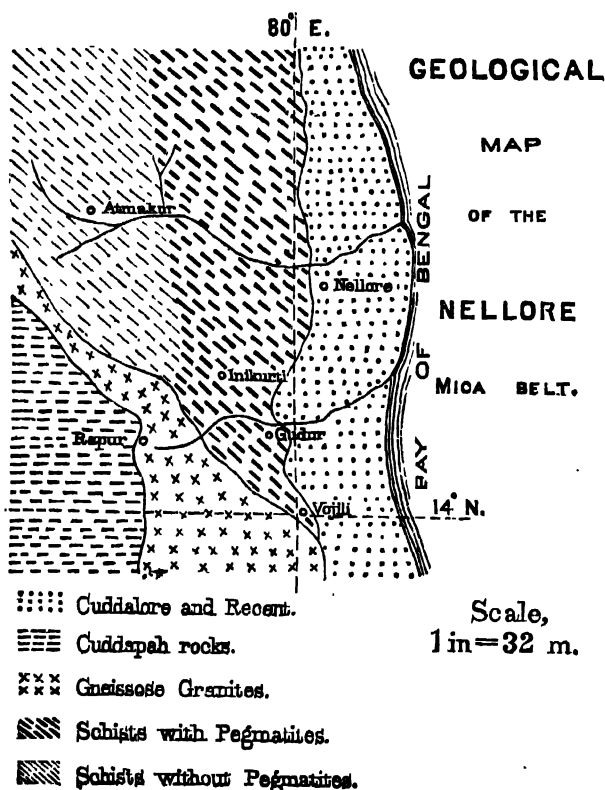 80° E.
GEOLOGICAL
MAP
OF THE
NELLORE
MICA BELT.
BAY OF BENGAL
Atmakur
Nellore
Inikurti
Rapur
Gudur
Vojili
14° N.
Cuddalore and Recent.
Cuddapah rocks.
Gneissose Granites.
Schists with Pegmatites.
Schists without Pegmatites.
Scale,
1 in=32 m.